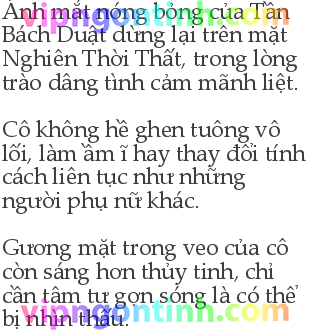 Ánh mắt nóng bỏng của Tần
Bách Duật dừng lại trên mặt
Nghiên Thời Thất, trong lòng
trào dâng tình cảm mãnh liệt.
Cô không hề ghen tuông vô
lối, làm ầm ĩ hay thay đổi tính
cách liên tục như những
người phụ nữ khác.
Gương mặt trong veo của cô
còn sáng hơn thủy tinh, chỉ
cần tâm tư gợn sóng là có thể
bị nhìn thấu.
vipngontinh.com
vipngontinh.com